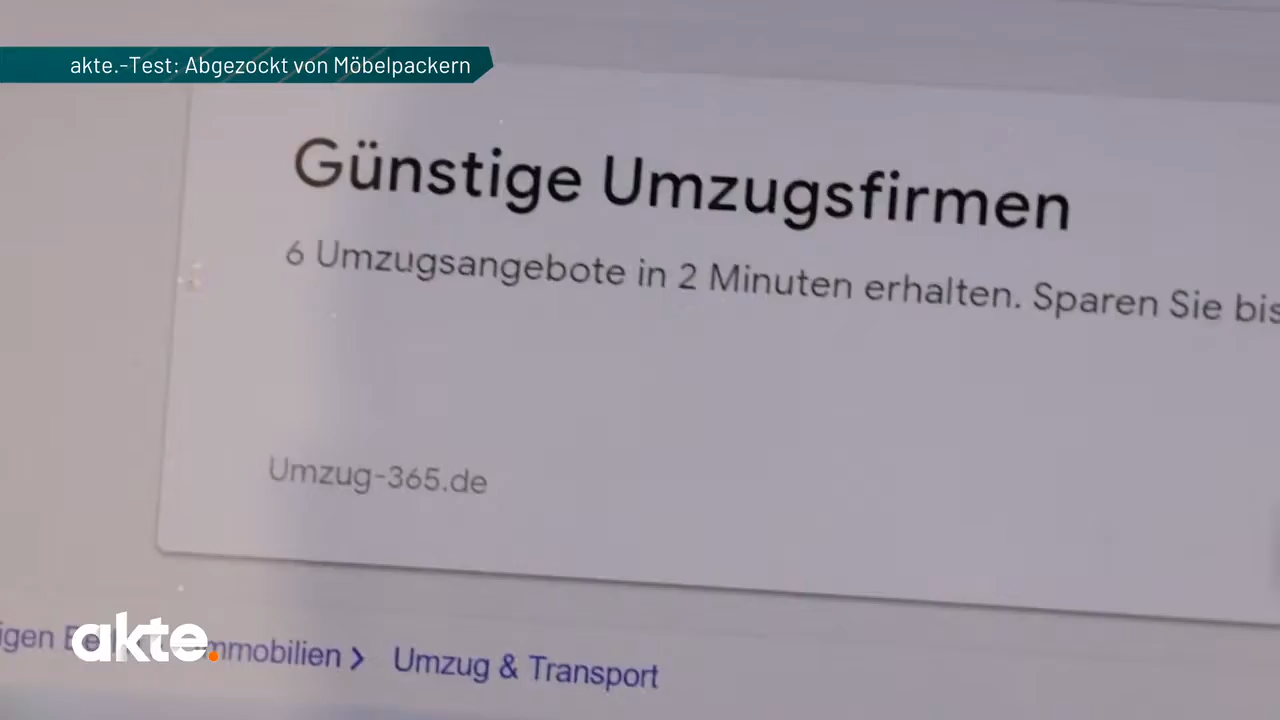 akte.-Test: Abgezockt von Möbelpackern
Günstige Umzugsfirmen
6 Umzugsangebote in 2 Minuten erhalten. Sparen Sie bis
Umzug-365.de
mmobilien > Umzug & Transport
akte.